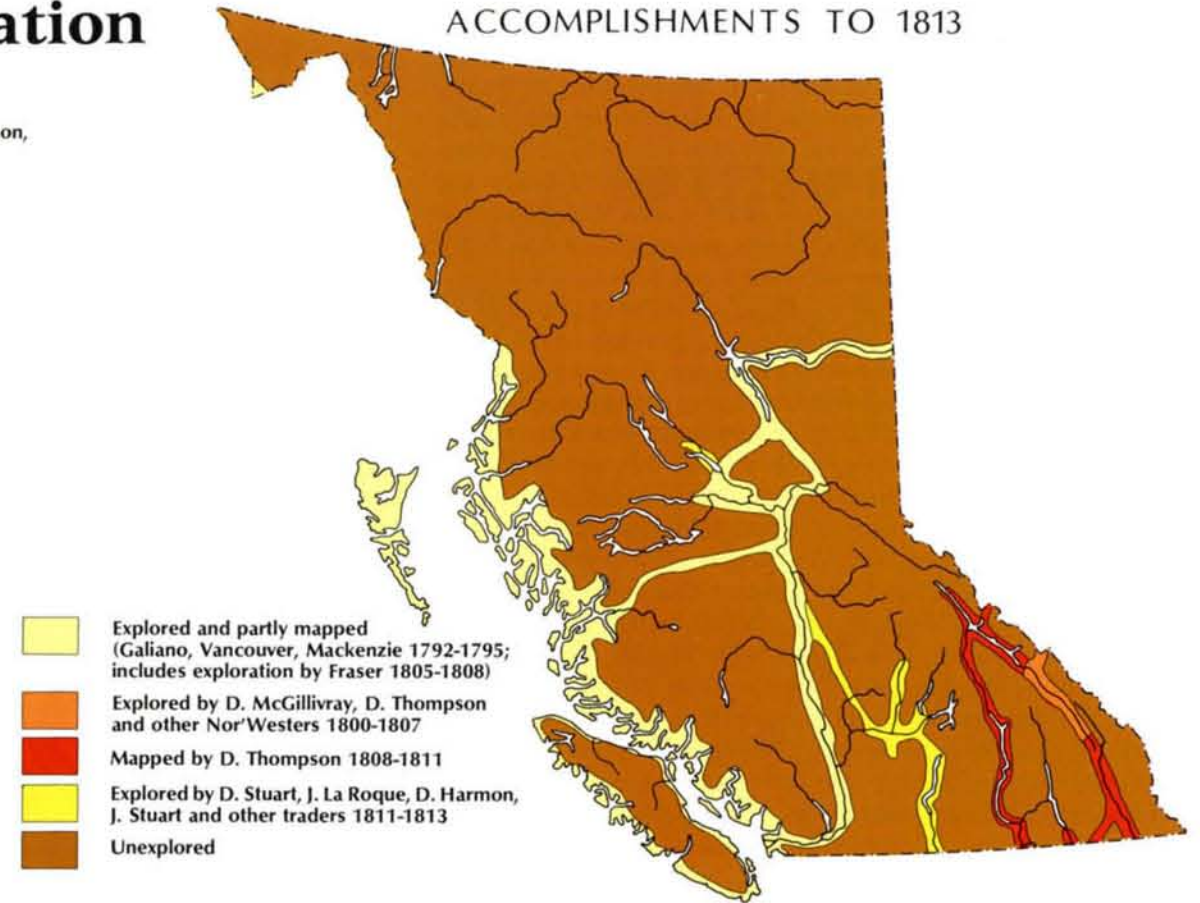 ation
ACCOMPLISHMENTS TO 1813
on,
Explored and partly mapped
(Galiano, Vancouver, Mackenzie 1792-1795;
includes exploration by Fraser 1805-1808)
Explored by D. McGillivray, D. Thompson
and other Nor'Westers 1800-1807
Mapped by D. Thompson 1808-1811
Explored by D. Stuart, J. La Roque, D. Harmon,
J. Stuart and other traders 1811-1813
Unexplored